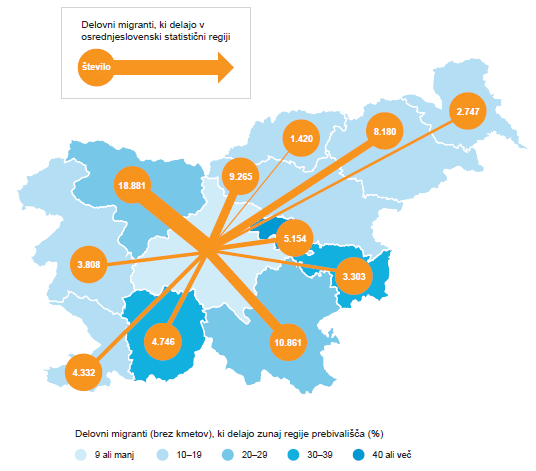 Delovni migranti, ki delajo v
osrednjeslovenski statistični regiji
število
2.747
8.180
1.420
9.265
18.881
5.154
3.808
3.303
4.746
10.861
4.332
Delovni migranti (brez kmetov), ki delajo zunaj regije prebivališča (%)
9 ali manj 10–19 20–29 30–39 40 ali več